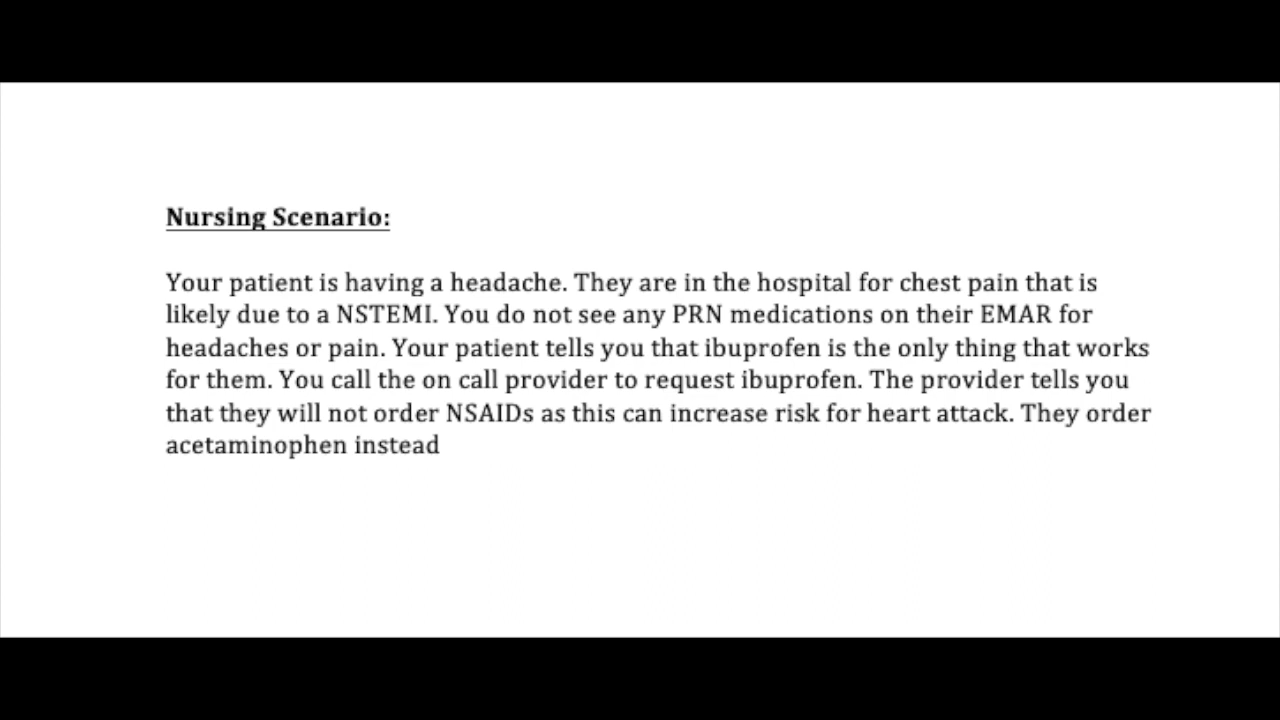 Nursing Scenario:
Your patient is having a headache. They are in the hospital for chest pain that is
likely due to a NSTEMI. You do not see any PRN medications on their EMAR for
headaches or pain. Your patient tells you that ibuprofen is the only thing that works
for them. You call the on call provider to request ibuprofen. The provider tells you
that they will not order NSAIDs as this can increase risk for heart attack. They order
acetaminophen instead